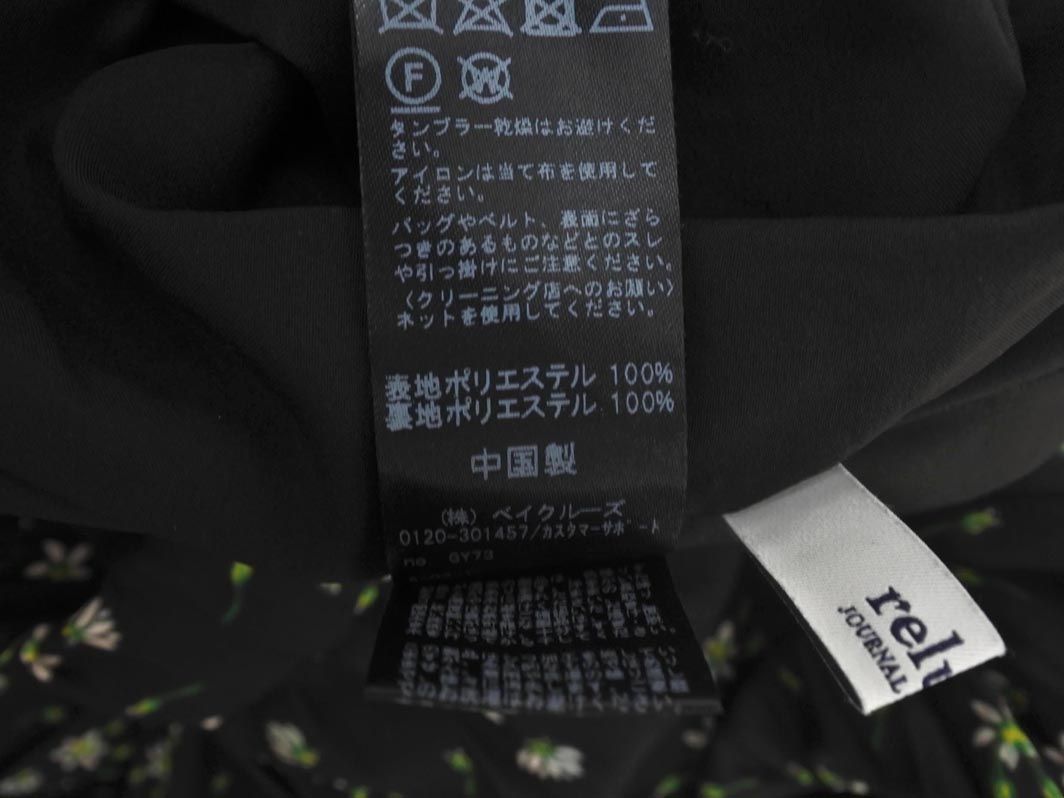 F W
タンブラー乾燥はお避けくだ
さい。
アイロンは当て布を使用して
ください。
バッグやベルト、表面にざら
つきのあるものなどとのスレ
や引っ掛けにご注意ください。
〈クリーニング店へのお願い〉
ネットを使用してください。
表地ポリエステル 100%
裏地ポリエステル 100%
中国製
(株) ベイクルーズ
0120-301457/カスタマーサポート
no GY73
relu
JOURNAL